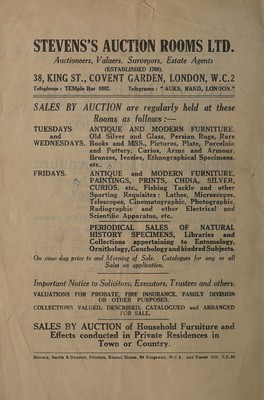 STEVENS'S AUCTION ROOMS LTD.
Auctioneers, Valuers, Surveyors, Estate Agents
(ESTABLISHED 1760).
38, KING ST., COVENT GARDEN, LONDON, W.C.2
Telephone: TEMple Bar 6882. Telegrams: "AUKS, RAND, LONDON."
SALES BY AUCTION are regularly held at these
Rooms as follows:—
TUESDAYS ANTIQUE AND MODERN FURNITURE.
and Old Silver and Glass, Persian Rugs, Rare
WEDNESDAYS. Books and MSS., Pictures, Plate, Porcelain
and Pottery, Curios, Arms and Armour,
Bronzes, Ivories, Ethnographical Specimens,
etc.
FRIDAYS. ANTIQUE and MODERN FURNITURE,
PAINTINGS, PRINTS, CHINA, SILVER,
CURIOS, etc., Fishing Tackle and other
Sporting Requisites: Lathes, Microscopes,
Telescopes, Cinematographic, Photographic,
Radiographic and other Electrical and
Scientific Apparatus, etc.
PERIODICAL SALES OF NATURAL
HISTORY SPECIMENS, Libraries and
Collections appertaining to Entomology,
Ornithology, Conchology and kindred Subjects.
On view day prior to and Morning of Sale. Catalogues for any or all
Sales on application.
Important Notice to Solicitors, Executors, Trustees and others.
VALUATIONS FOR PROBATE, FIRE INSURANCE, FAMILY DIVISION
OR OTHER PURPOSES.
COLLECTIONS VALUED, DESCRIBED, CATALOGUED and ARRANGED
FOR SALE.
SALES BY AUCTION of Household Furniture and
Effects conducted in Private Residences in
Town or Country.
Printers,